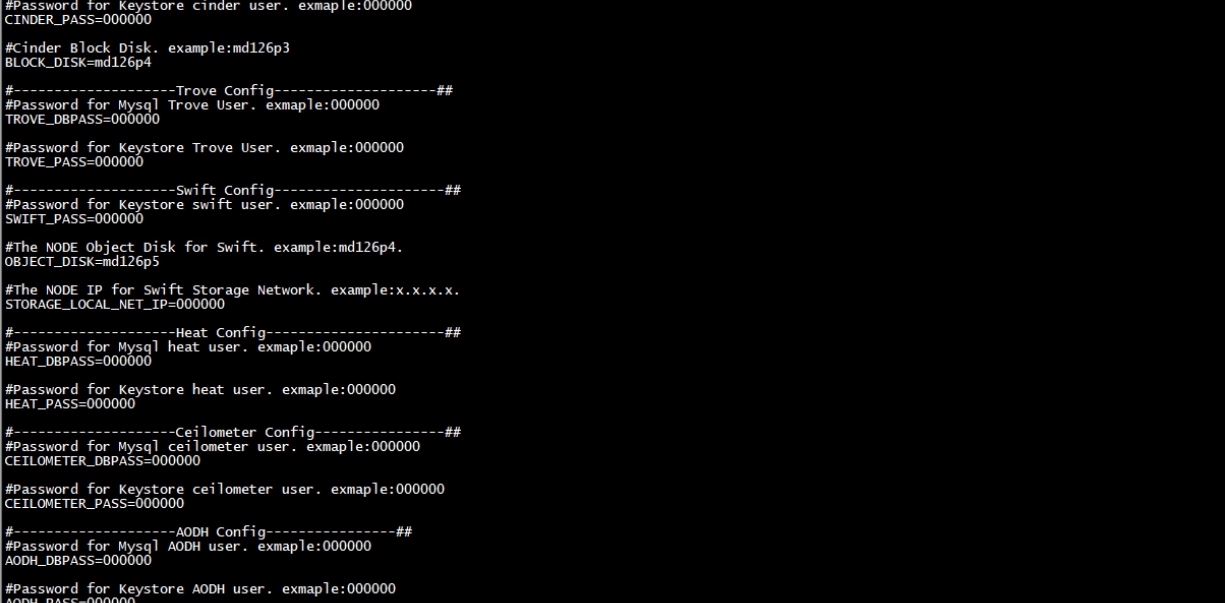 #Password for Keystore cinder user. exmaple:000000
CINDER_PASS=000000
#Cinder Block Disk. example:md126p3
BLOCK_DISK=md126p4
#--------------------Trove Config--------------------##
#Password for Mysql Trove User. exmaple:000000
TROVE_DBPASS=000000
#Password for Keystore Trove User. exmaple:000000
TROVE_PASS=000000
#--------------------Swift Config---------------------##
#Password for Keystore swift user. exmaple:000000
SWIFT_PASS=000000
#The NODE Object Disk for Swift. example:md126p4.
OBJECT_DISK=md126p5
#The NODE IP for Swift Storage Network. example:x.x.x.x.
STORAGE_LOCAL_NET_IP=000000
#--------------------Heat Config----------------------##
#Password for Mysql heat user. exmaple:000000
HEAT_DBPASS=000000
#Password for Keystore heat user. exmaple:000000
HEAT_PASS=000000
#--------------------Ceilometer Config----------------##
#Password for Mysql ceilometer user. exmaple:000000
CEILOMETER_DBPASS=000000
#Password for Keystore ceilometer user. exmaple:000000
CEILOMETER_PASS=000000
#--------------------AODH Config----------------##
#Password for Mysql AODH user. exmaple:000000
AODH_DBPASS=000000
#Password for Keystore AODH user. exmaple:000000
AODH_PASS=000000